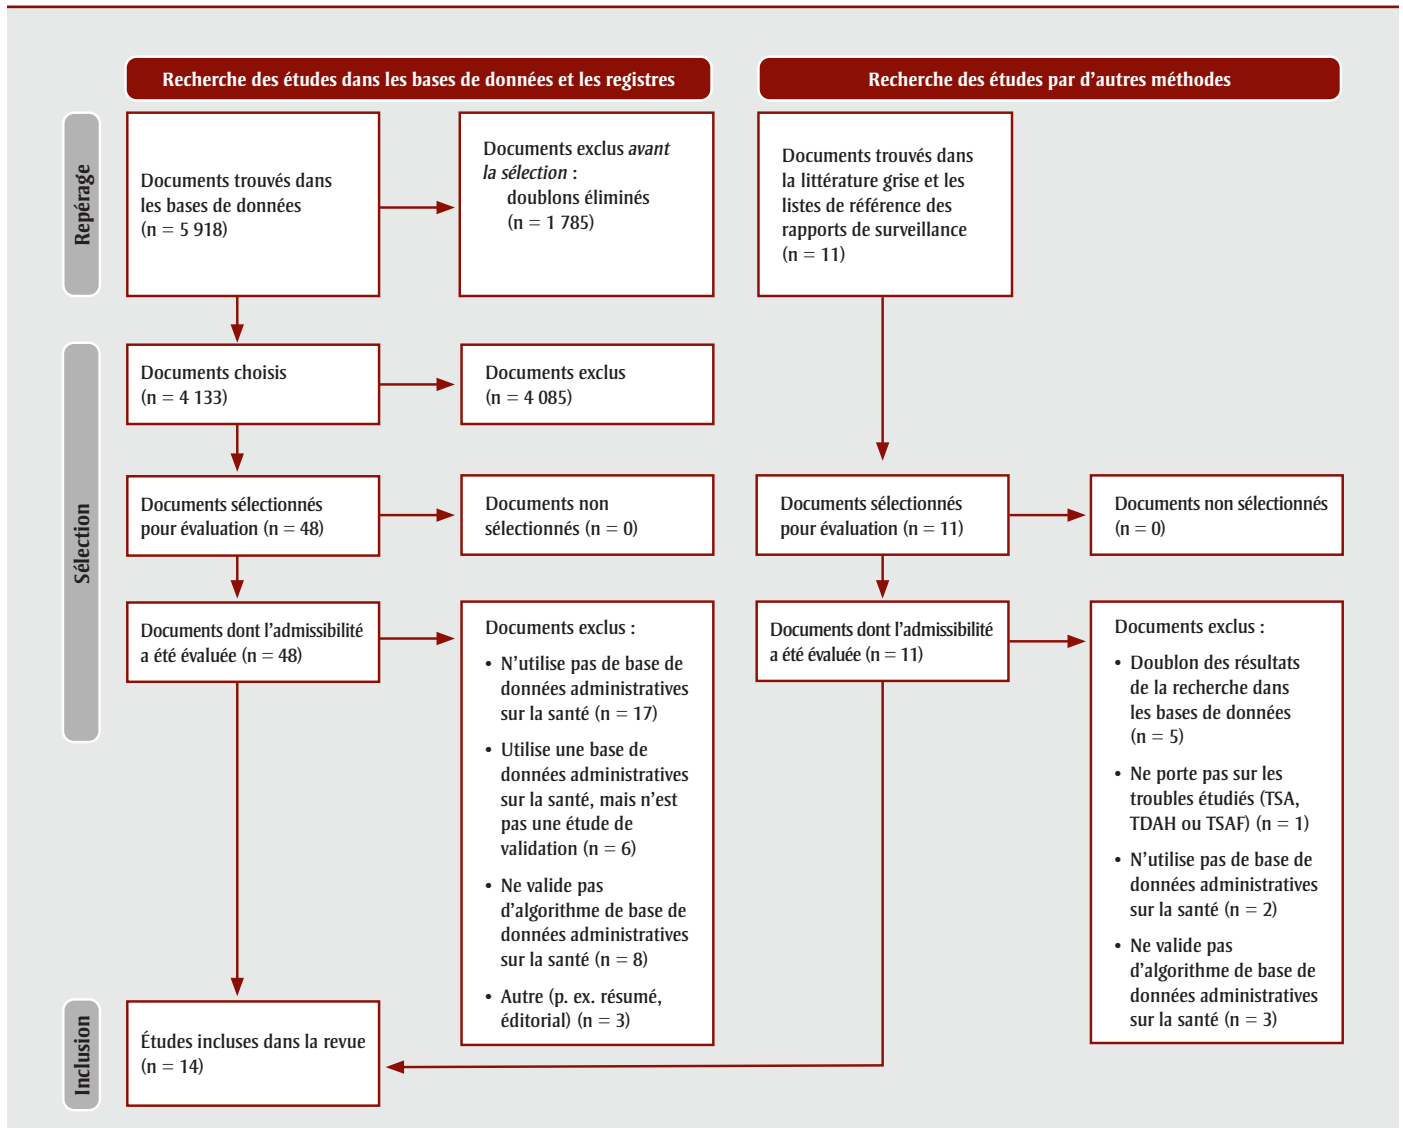 Recherche des études dans les bases de données et les registres
Recherche des études par d'autres méthodes
Repérage
Documents trouvés dans
les bases de données
(n = 5 918)
Documents exclus avant
la sélection :
doublons éliminés
(n = 1 785)
Documents trouvés dans
la littérature grise et les
listes de référence des
rapports de surveillance
(n = 11)
Sélection
Documents choisis
(n = 4 133)
Documents exclus
(n = 4 085)
Documents sélectionnés
pour évaluation (n = 48)
Documents non
sélectionnés (n = 0)
Documents sélectionnés
pour évaluation (n = 11)
Documents non sélectionnés
(n = 0)
Documents dont l’admissibilité
a été évaluée (n = 48)
Documents exclus :
• N’utilise pas de base de
données administratives
sur la santé (n = 17)
• Utilise une base de
données administratives
sur la santé, mais n’est
pas une étude de
validation (n = 6)
• Ne valide pas
d’algorithme de base de
données administratives
sur la santé (n = 8)
• Autre (p. ex. résumé,
éditorial) (n = 3)
Documents dont l’admissibilité
a été évaluée (n = 11)
Documents exclus :
• Doublon des résultats
de la recherche dans
les bases de données
(n = 5)
• Ne porte pas sur les
troubles étudiés (TSA,
TDAH ou TSAF) (n = 1)
• N’utilise pas de base de
données administratives
sur la santé (n = 2)
• Ne valide pas
d’algorithme de base de
données administratives
sur la santé (n = 3)
Inclusion
Études incluses dans la revue
(n = 14)